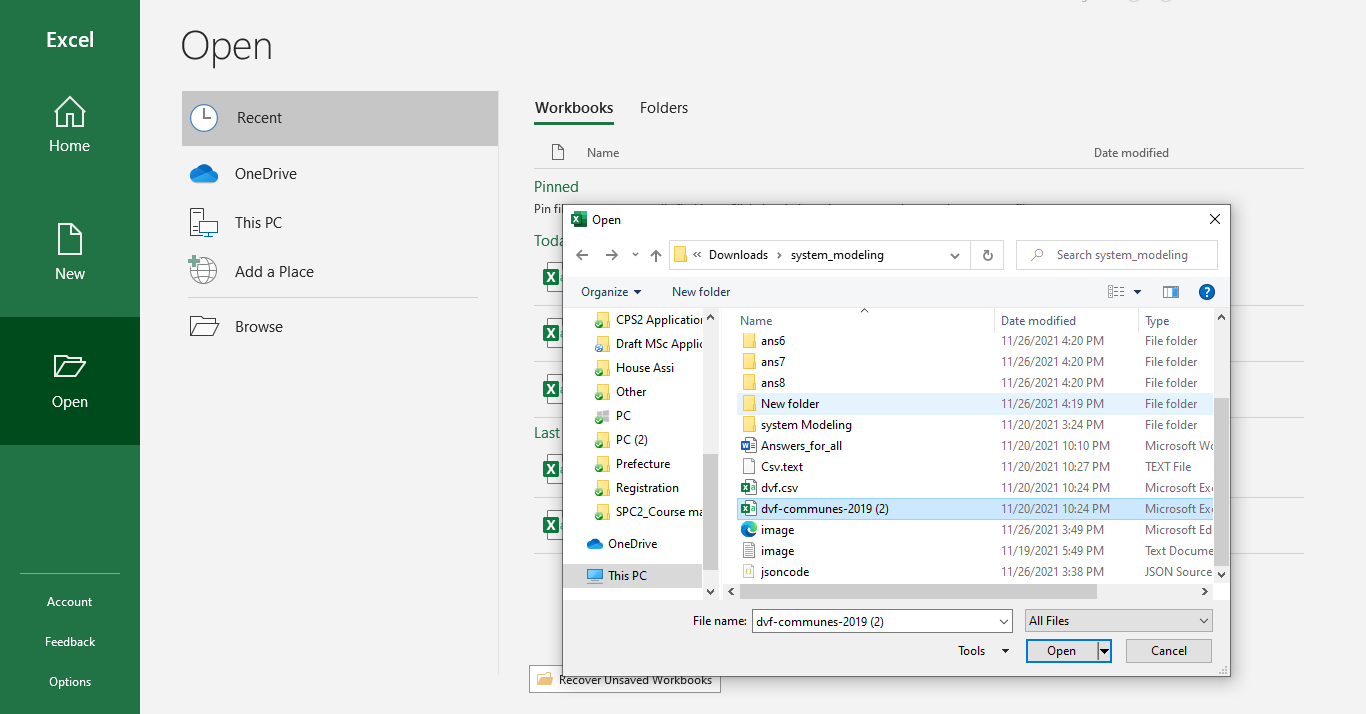 Excel
Home
New
Open
Account
Feedback
Options
Open
Recent
OneDrive
This PC
Add a Place
Browse
Workbooks Folders
Name Date modified
Pinned
Pin
Toda
Last
Recover Unsaved Workbooks
Open
« Downloads › system_modeling
Search system_modeling
Organize New folder
CPS2 Application
Draft MSc Applic
House Assi
Other
PC
PC (2)
Prefecture
Registration
SPC2_Course ma
OneDrive
This PC
Name Date modified Type
ans6 11/26/2021 4:20 PM File folder
ans7 11/26/2021 4:20 PM File folder
ans8 11/26/2021 4:20 PM File folder
New folder 11/26/2021 4:19 PM File folder
system Modeling 11/20/2021 3:24 PM File folder
Answers_for_all 11/20/2021 10:10 PM Microsoft Wo
Csv.text 11/20/2021 10:27 PM TEXT File
dvf.csv 11/20/2021 10:24 PM Microsoft Exc
dvf-communes-2019 (2) 11/20/2021 10:24 PM Microsoft Exc
image 11/26/2021 3:49 PM Microsoft Ed
image 11/19/2021 5:49 PM Text Docume
jsoncode 11/26/2021 3:38 PM JSON Source
File name: dvf-communes-2019 (2) All Files
Tools Open Cancel